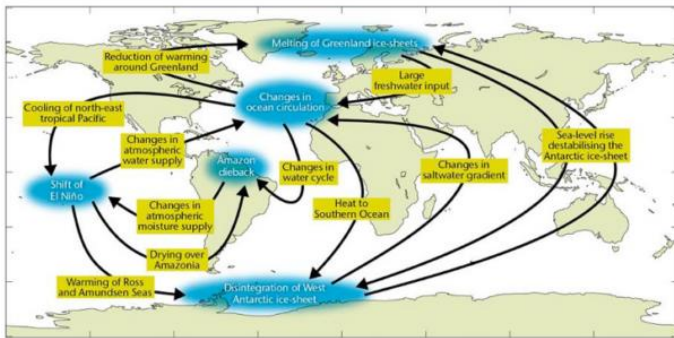 Melting of Greenland ice-sheets
Reduction of warming
around Greenland
Large
freshwater input
Changes in
ocean circulation
Cooling of north-east
tropical Pacific
Changes in
atmospheric
water supply
Sea-level rise
destabilising the
Antarctic ice-sheet
Amazon
dieback
Changes in
water cycle
Changes in
saltwater gradient
Shift of
El Niño
Changes in
atmospheric
moisture supply
Heat to
Southern Ocean
Drying over
Amazonia
Warming of Ross
and Amundsen Seas
Disintegration of West
Antarctic ice-sheet